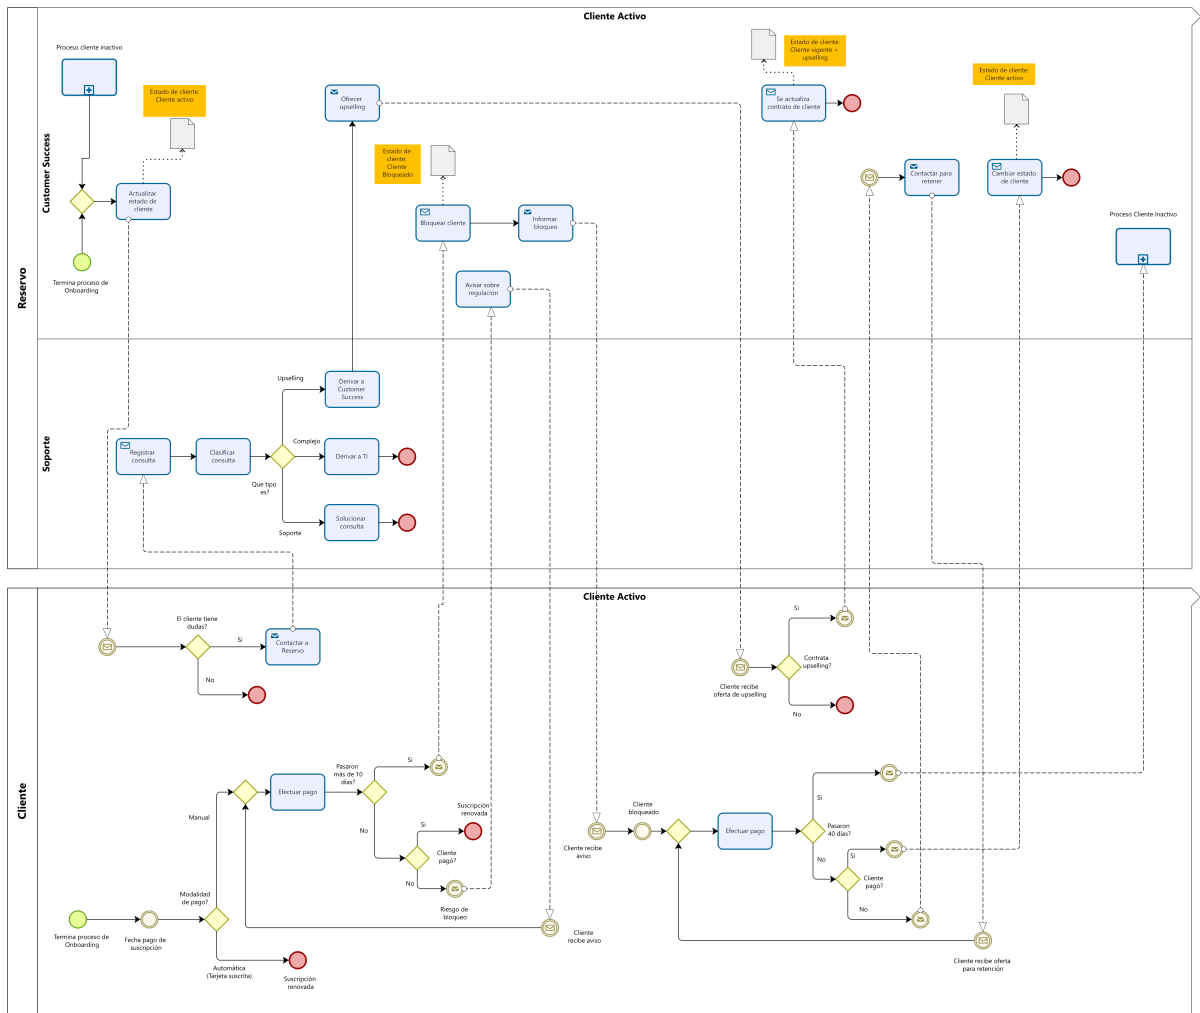 Cliente Activo
Reservo
Customer Success
Proceso cliente inactivo
Estado de cliente:
Cliente activo
Actualizar
estado de
cliente
Termina proceso de
Onboarding
Ofrecer
upselling
Estado de
cliente:
Cliente
Bloqueado
Bloquear cliente
Informar
bloqueo
Avisar sobre
regulación
Estado de cliente:
Cliente vigente +
upselling
Se actualiza
contrato de cliente
Estado de cliente:
Cliente activo
Contactar para
retener
Cambiar estado
de cliente
Proceso Cliente Inactivo
Soporte
Registrar
consulta
Clasificar
consulta
Que tipo
es?
Upselling
Complejo
Soporte
Derivar a
Customer
Success
Derivar a TI
Solucionar
consulta
Cliente Activo
Cliente
El cliente tiene
dudas?
Si
No
Contactar a
Reservo
Cliente recibe
oferta de upselling
Contrata
upselling?
Si
No
Termina proceso de
Onboarding
Fecha pago de
suscripción
Modalidad
de pago?
Manual
Automática
(Tarjeta suscrita)
Suscripción
renovada
Efectuar pago
Pasaron
más de 10
días?
Si
No
Cliente
pagó?
Si
No
Suscripción
renovada
Riesgo de
bloqueo
Cliente
recibe aviso
Cliente recibe
aviso
Cliente
bloqueado
Efectuar pago
Pasaron
40 días?
Si
No
Cliente
pagó?
Si
No
Cliente recibe oferta
para retención